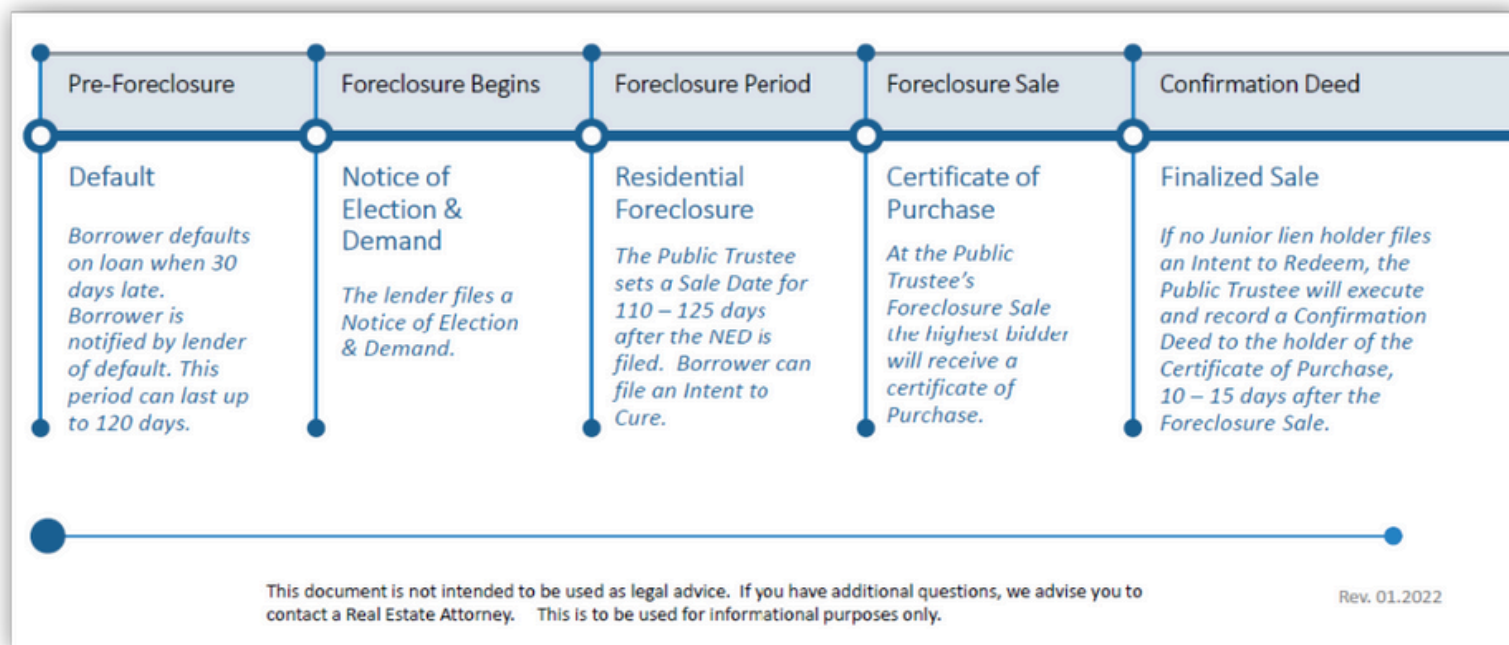 Pre-Foreclosure
Foreclosure Begins
Foreclosure Period
Foreclosure Sale
Confirmation Deed
Default
Borrower defaults
on loan when 30
days late.
Borrower is
notified by lender
of default. This
period can last up
to 120 days.
Notice of
Election &
Demand
The lender files a
Notice of Election
& Demand.
Residential
Foreclosure
The Public Trustee
sets a Sale Date for
110 – 125 days
after the NED is
filed.  Borrower can
file an Intent to
Cure.
Certificate of
Purchase
At the Public
Trustee's
Foreclosure Sale
the highest bidder
will receive a
certificate of
Purchase.
Finalized Sale
If no Junior lien holder files
an Intent to Redeem, the
Public Trustee will execute
and record a Confirmation
Deed to the holder of the
Certificate of Purchase,
10 – 15 days after the
Foreclosure Sale.
This document is not intended to be used as legal advice.  If you have additional questions, we advise you to
contact a Real Estate Attorney.    This is to be used for informational purposes only.
Rev. 01.2022